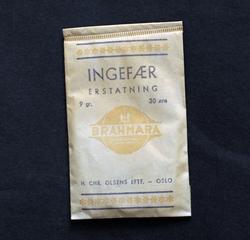 INGEFÆR
ERSTATNING
9 gr. 30 øre
BRAHMARA
H. CHR. OLSENS EFTF. – OSLO